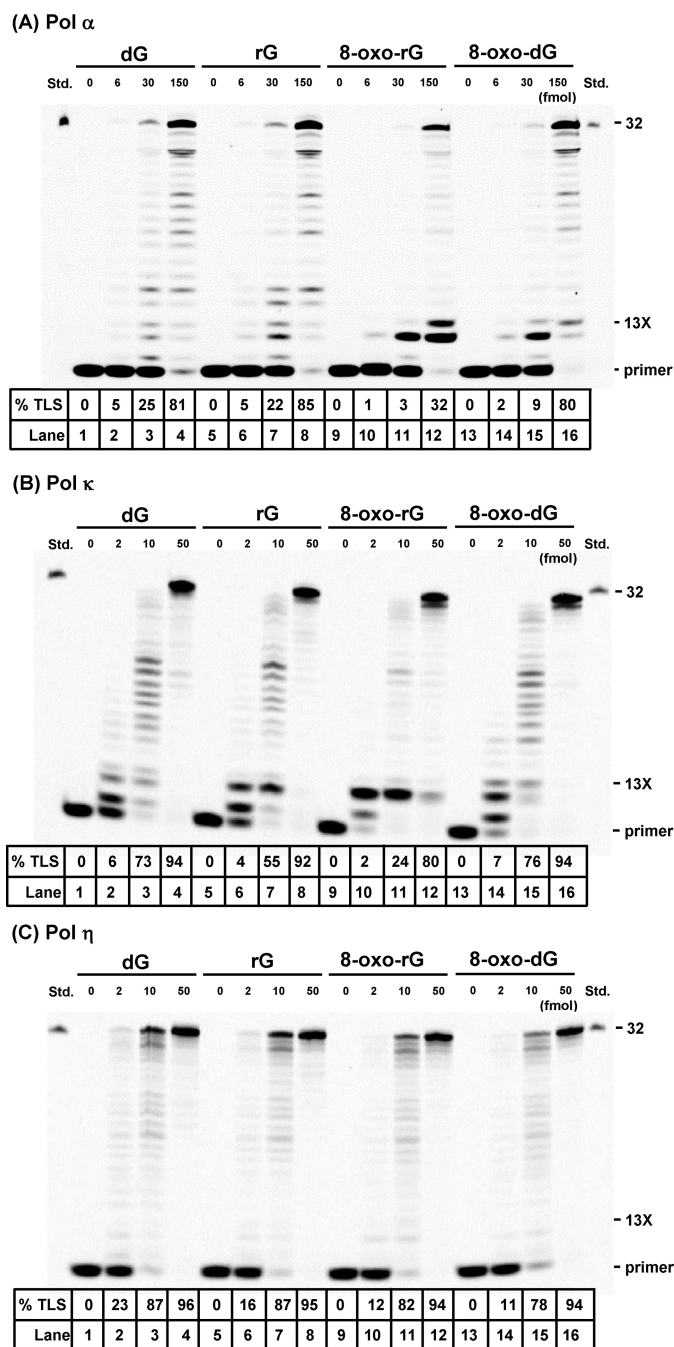 (A) Pol α
dG rG 8-oxo-rG 8-oxo-dG
Std. 0 6 30 150 0 6 30 150 0 6 30 150 0 6 30 150 Std.
(fmol)
32
13X
primer
% TLS 0 5 25 81 0 5 22 85 0 1 3 32 0 2 9 80
Lane 1 2 3 4 5 6 7 8 9 10 11 12 13 14 15 16
(B) Pol κ
dG rG 8-oxo-rG 8-oxo-dG
Std. 0 2 10 50 0 2 10 50 0 2 10 50 0 2 10 50 Std.
(fmol)
32
13X
primer
% TLS 0 6 73 94 0 4 55 92 0 2 24 80 0 7 76 94
Lane 1 2 3 4 5 6 7 8 9 10 11 12 13 14 15 16
(C) Pol η
dG rG 8-oxo-rG 8-oxo-dG
Std. 0 2 10 50 0 2 10 50 0 2 10 50 0 2 10 50 Std.
(fmol)
32
13X
primer
% TLS 0 23 87 96 0 16 87 95 0 12 82 94 0 11 78 94
Lane 1 2 3 4 5 6 7 8 9 10 11 12 13 14 15 16